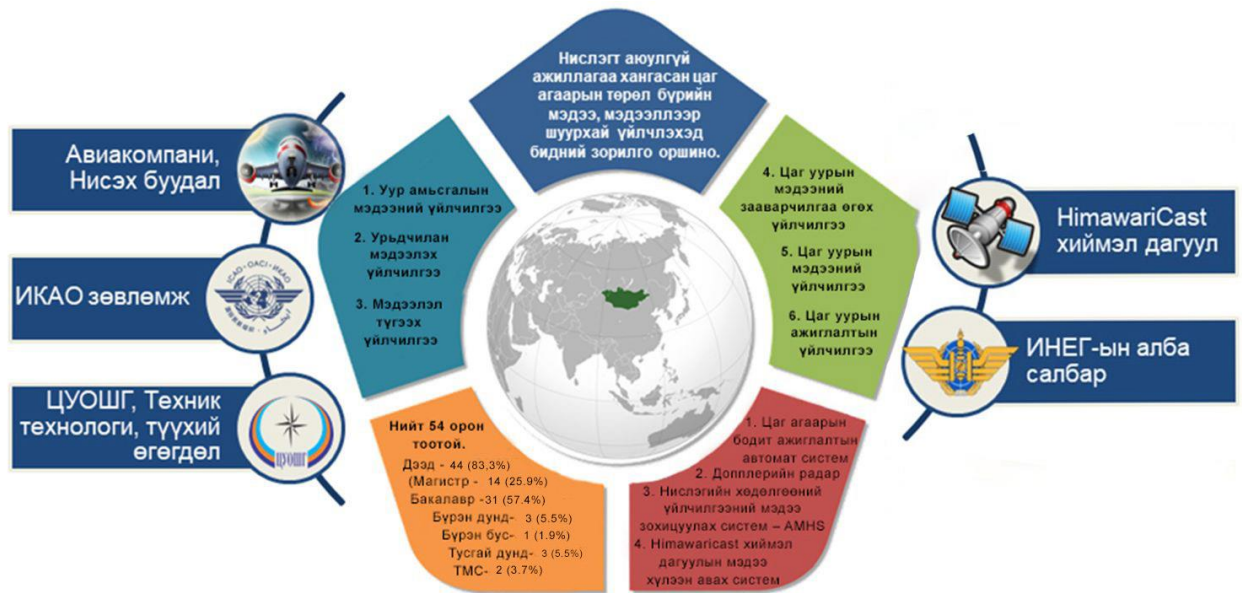 Нислэгт аюулгүй
ажиллагаа хангасан цаг
агаарын төрөл бүрийн
мэдээ, мэдээллээр
шуурхай үйлчлэхэд
бидний зорилго оршино.
Авиакомпани,
Нисэх буудал
ИКАО зөвлөмж
ICAO · OACI · ИКАО
ЦУОШГ, Техник
технологи, түүхий
өгөгдөл
ЦУОШГ
1. Уур амьсгалын
мэдээний үйлчилгээ
2. Урьдчилан
мэдээлэх
үйлчилгээ
3. Мэдээлэл
түгээх
үйлчилгээ
4. Цаг уурын
мэдээний
зааварчилгаа өгөх
үйлчилгээ
5. Цаг уурын
мэдээний
үйлчилгээ
6. Цаг уурын
ажиглалтын
үйлчилгээ
HimawariCast
хиймэл дагуул
ИНЕГ-ын алба
салбар
Нийт 54 орон
тоотой.
Дээд - 44 (83,3%)
(Магистр - 14 (25.9%)
Бакалавр -31 (57.4%)
Бүрэн дунд- 3 (5.5%)
Бүрэн бус- 1 (1.9%)
Тусгай дунд- 3 (5.5%)
ТМС- 2 (3.7%)
1. Цаг агаарын
бодит ажиглалтын
автомат систем
2. Допплерийн радар
3. Нислэгийн хөдөлгөөний
үйлчилгээний мэдээ
зохицуулах систем – AMHS
4. Himawaricast хиймэл
дагуулын мэдээ
хүлээн авах систем